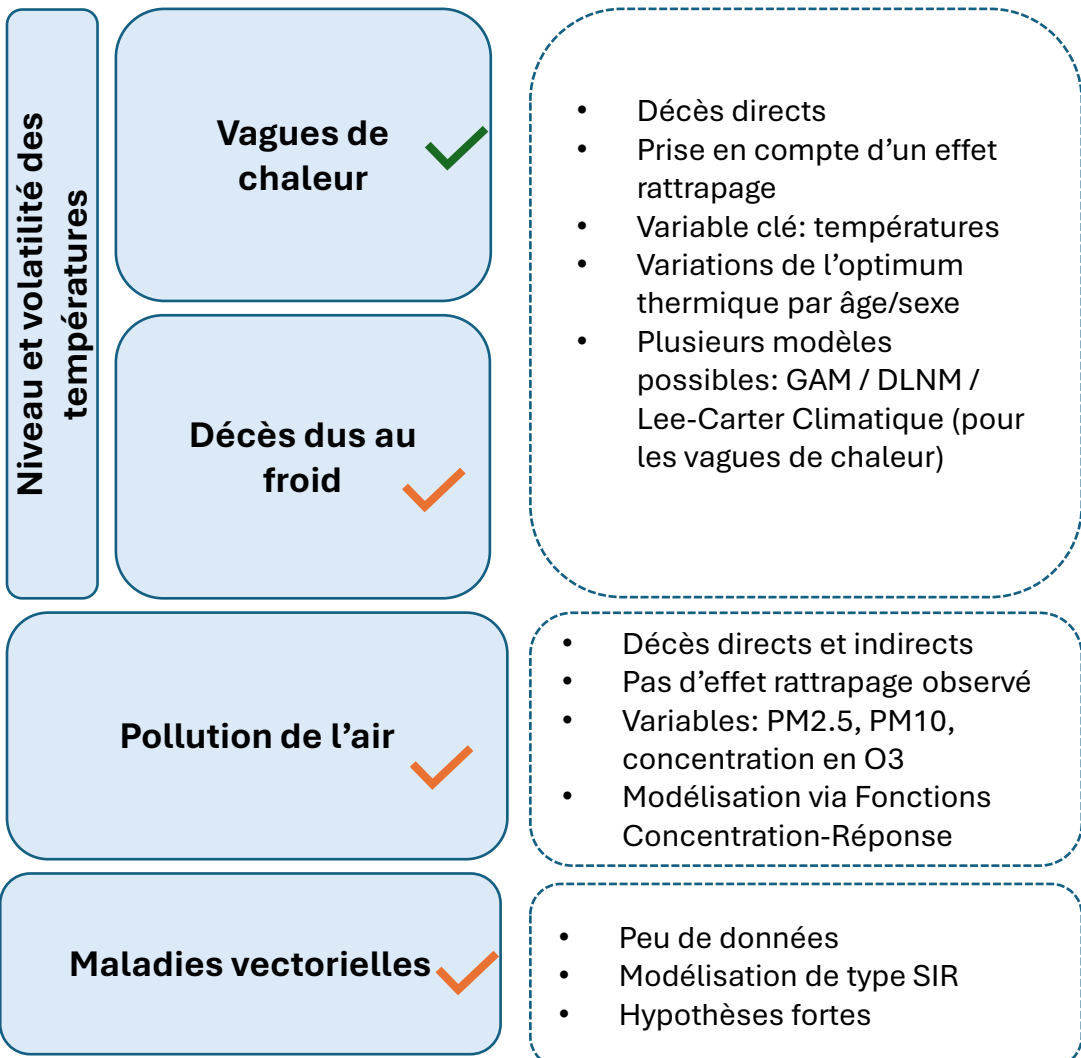 Niveau et volatilité des
températures
Vagues de
chaleur
• Décès directs
• Prise en compte d’un effet
rattrapage
• Variable clé: températures
• Variations de l’optimum
thermique par âge/sexe
• Plusieurs modèles
possibles: GAM / DLNM /
Lee-Carter Climatique (pour
les vagues de chaleur)
Décès dus au
froid
Pollution de l’air
• Décès directs et indirects
• Pas d’effet rattrapage observé
• Variables: PM2.5, PM10,
concentration en O3
• Modélisation via Fonctions
Concentration-Réponse
Maladies vectorielles
• Peu de données
• Modélisation de type SIR
• Hypothèses fortes